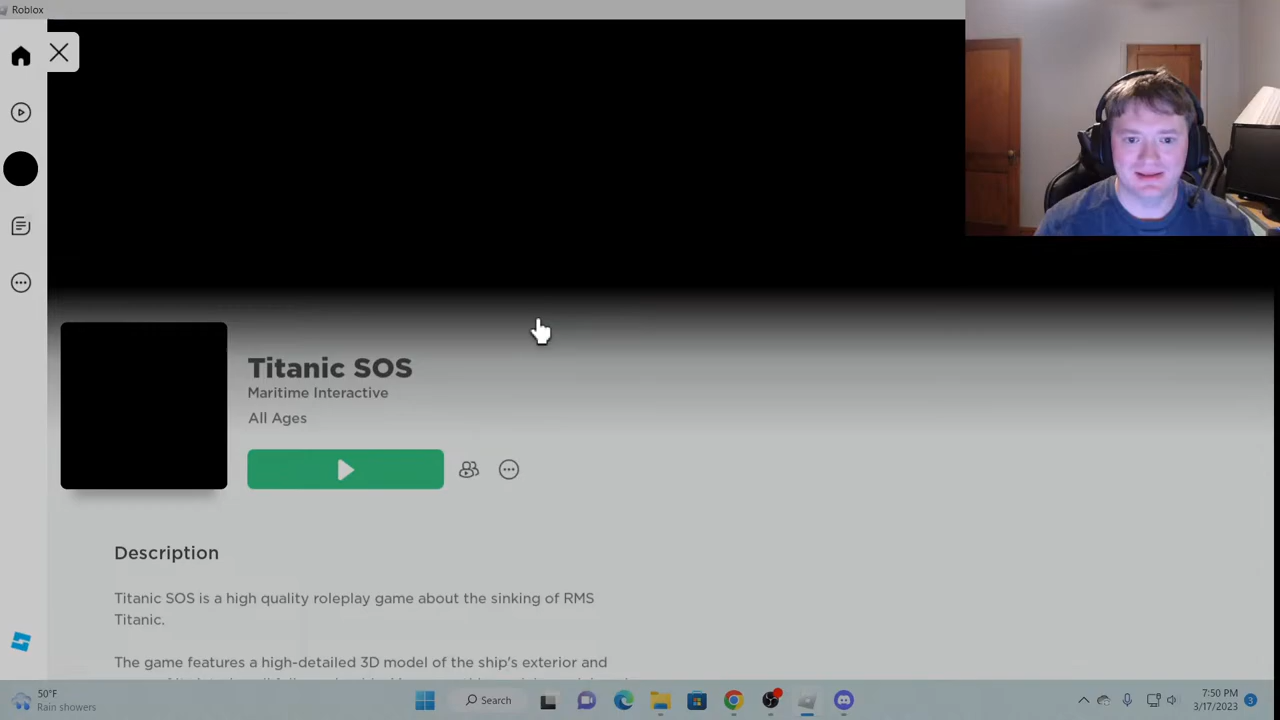 Roblox
Titanic SOS
Maritime Interactive
All Ages
Description
Titanic SOS is a high quality roleplay game about the sinking of RMS
Titanic.
The game features a high-detailed 3D model of the ship's exterior and
50°F
Rain showers
Search
7:50 PM
3/17/2023
3